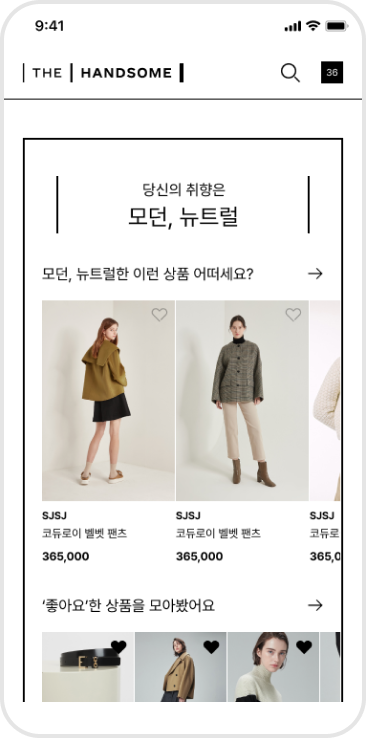 9:41
THE HANDSOME
36
당신의 취향은
모던, 뉴트럴
모던, 뉴트럴한 이런 상품 어떠세요?
SJSJ
코듀로이 벨벳 팬츠
365,000
SJSJ
코듀로이 벨벳 팬츠
365,000
SJSJ
코듀로
365,0
‘좋아요’한 상품을 모아봤어요